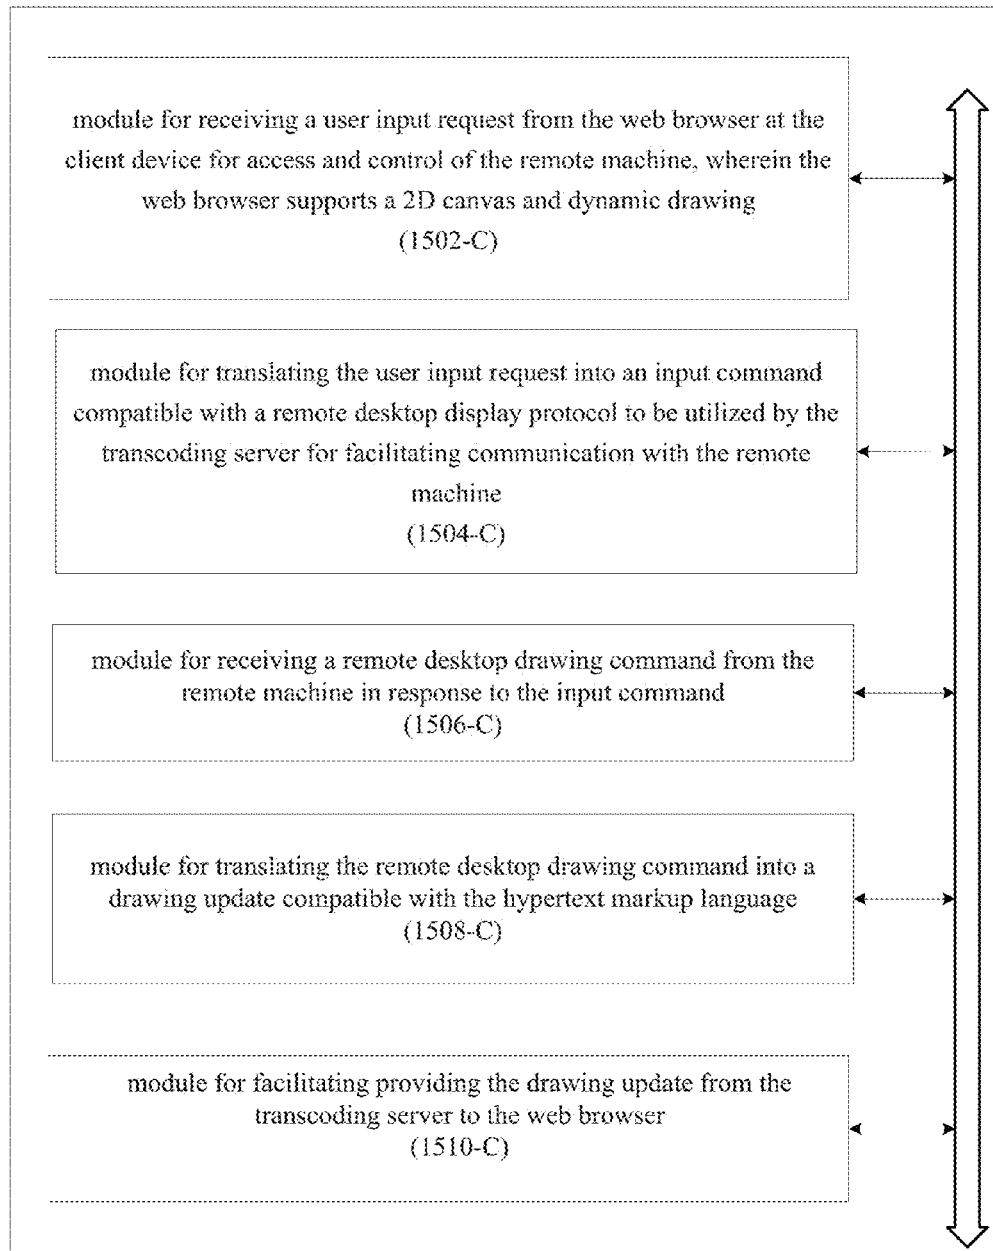 module for receiving a user input request from the web browser at the
client device for access and control of the remote machine, wherein the
web browser supports a 2D canvas and dynamic drawing
(1502-C)
module for translating the user input request into an input command
compatible with a remote desktop display protocol to be utilized by the
transcoding server for facilitating communication with the remote
machine
(1504-C)
module for receiving a remote desktop drawing command from the
remote machine in response to the input command
(1506-C)
module for translating the remote desktop drawing command into a
drawing update compatible with the hypertext markup language
(1508-C)
module for facilitating providing the drawing update from the
transcoding server to the web browser
(1510-C)